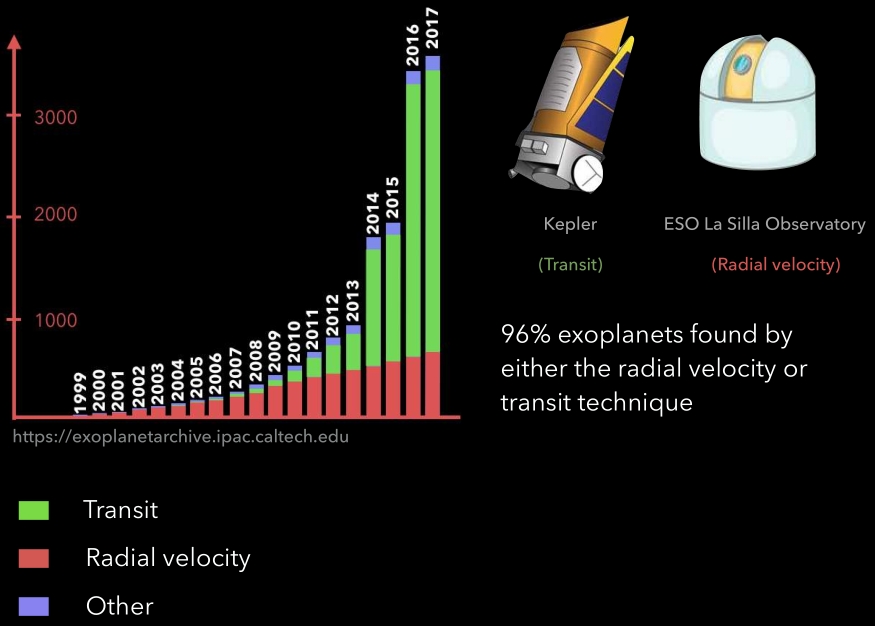 3000
2000
1000
1999
2000
2001
2002
2003
2004
2005
2006
2007
2008
2009
2010
2011
2012
2013
2014
2015
2016
2017
https://exoplanetarchive.ipac.caltech.edu
Transit
Radial velocity
Other
Kepler
(Transit)
ESO La Silla Observatory
(Radial velocity)
96% exoplanets found by
either the radial velocity or
transit technique